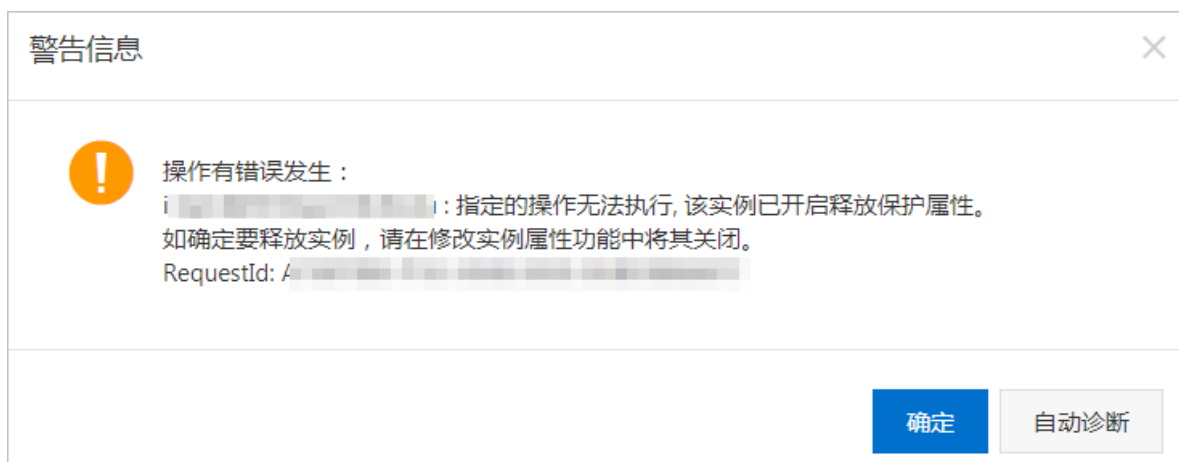 警告信息
操作有错误发生：
i : 指定的操作无法执行, 该实例已开启释放保护属性。
如确定要释放实例，请在修改实例属性功能中将其关闭。
RequestId: A
确定
自动诊断